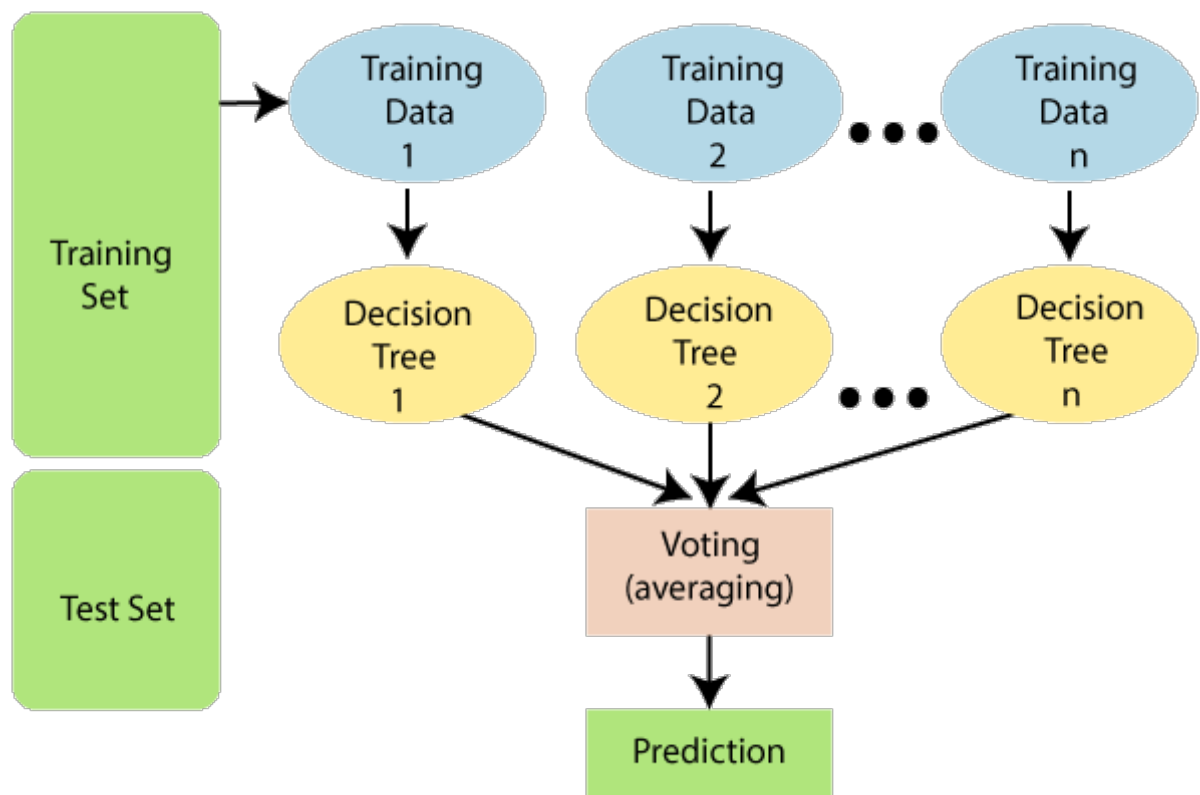 Training
Set
Test Set
Training
Data
1
Training
Data
2
Training
Data
n
Decision
Tree
1
Decision
Tree
2
Decision
Tree
n
Voting
(averaging)
Prediction